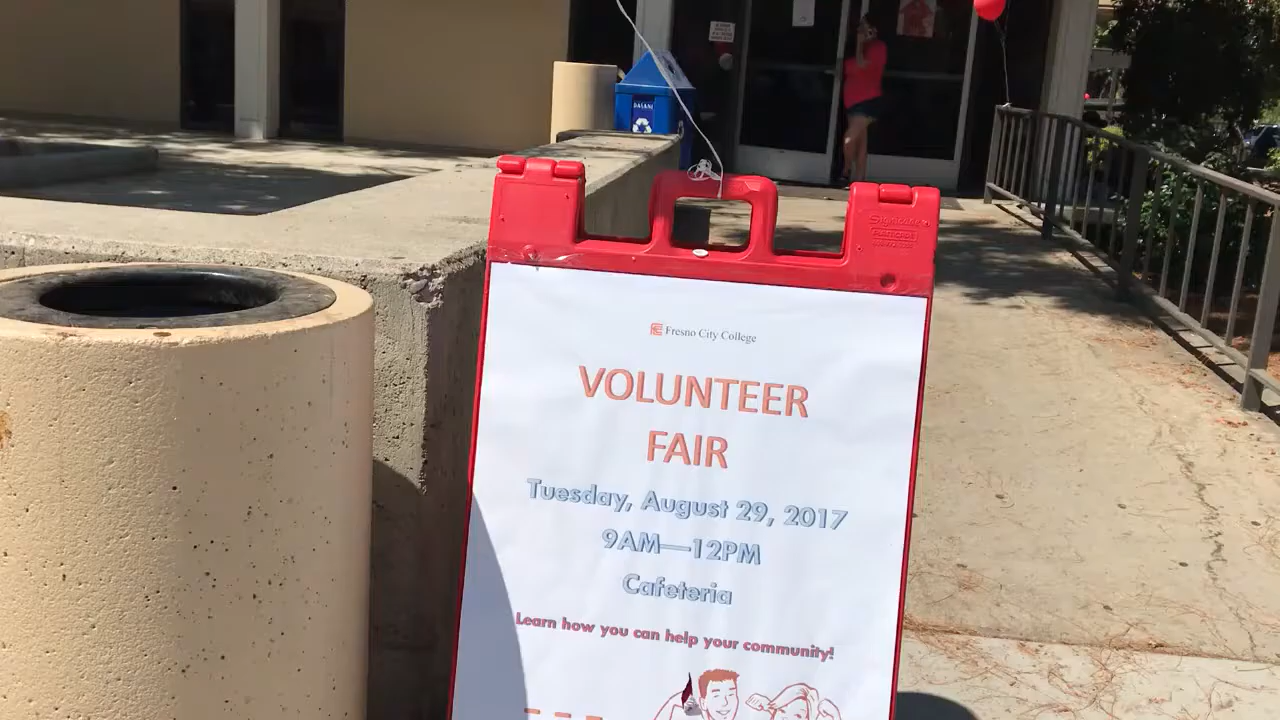 DASANI
Fresno City College
VOLUNTEER
FAIR
Tuesday, August 29, 2017
9AM—12PM
Cafeteria
Learn how you can help your community!